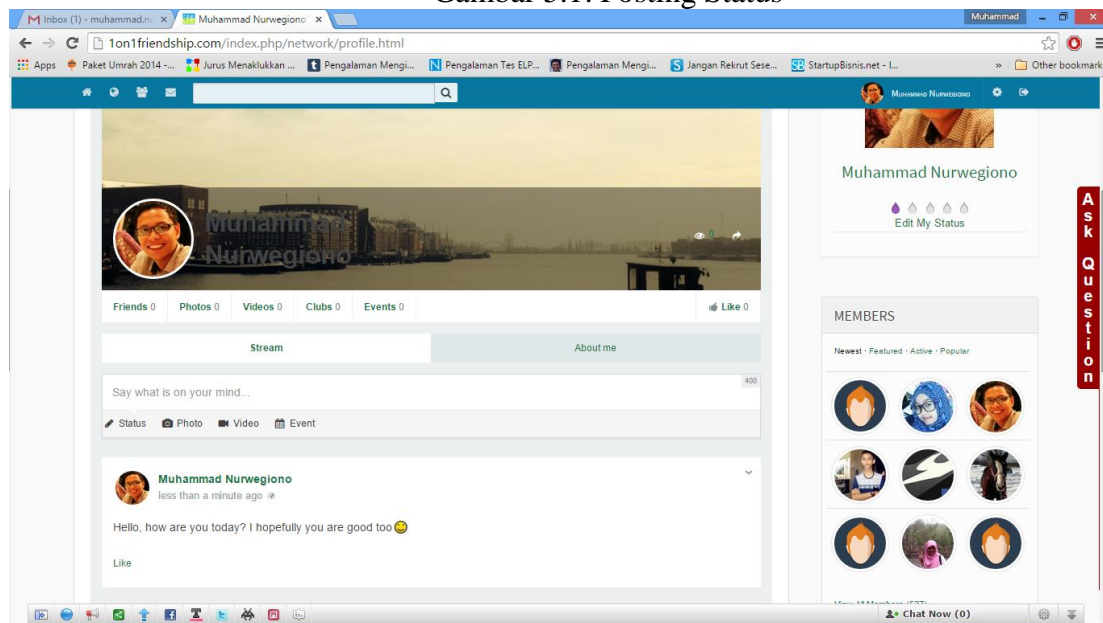 Gambar 5.1. Posting Status
Inbox (1) - muhammad.nu
Muhammad Nurwegiono
Muhammad
1on1friendship.com/index.php/network/profile.html
Apps Paket Umrah 2014 -... Jurus Menaklukkan ... Pengalaman Mengi... Pengalaman Tes ELP... Pengalaman Mengi... Jangan Rekrut Sese... StartupBisnis.net - I... » Other bookmark
Muhammad Nurwegiono
Muhammad
Nurwegiono
0
Friends 0 Photos 0 Videos 0 Clubs 0 Events 0 Like 0
Stream About me
Say what is on your mind...
400
Status Photo Video Event
Muhammad Nurwegiono
less than a minute ago
Hello, how are you today? I hopefully you are good too
Like
Muhammad Nurwegiono
Edit My Status
MEMBERS
Newest · Featured · Active · Popular
Ask Question
Chat Now (0)